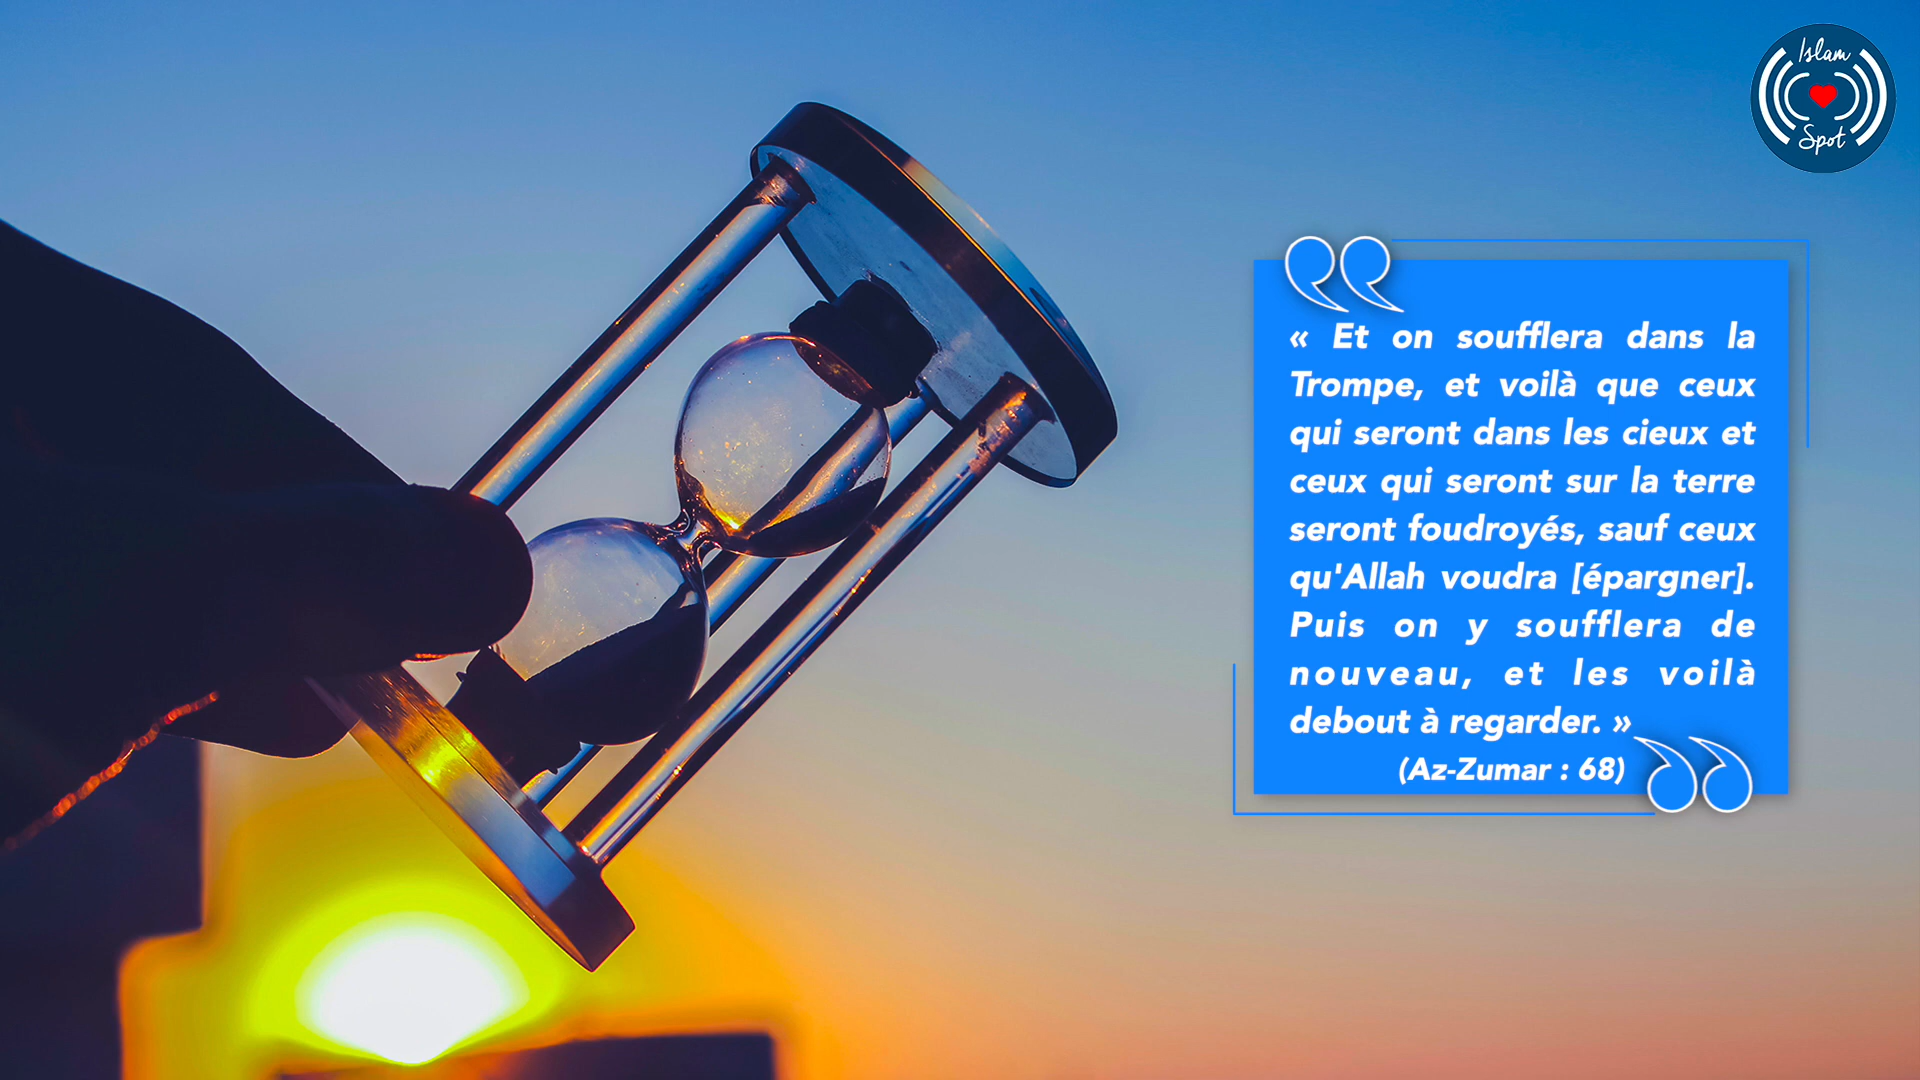 Islam
Spot
« Et on soufflera dans la
Trompe, et voilà que ceux
qui seront dans les cieux et
ceux qui seront sur la terre
seront foudroyés, sauf ceux
qu'Allah voudra [épargner].
Puis on y soufflera de
nouveau, et les voilà
debout à regarder. »
(Az-Zumar : 68)